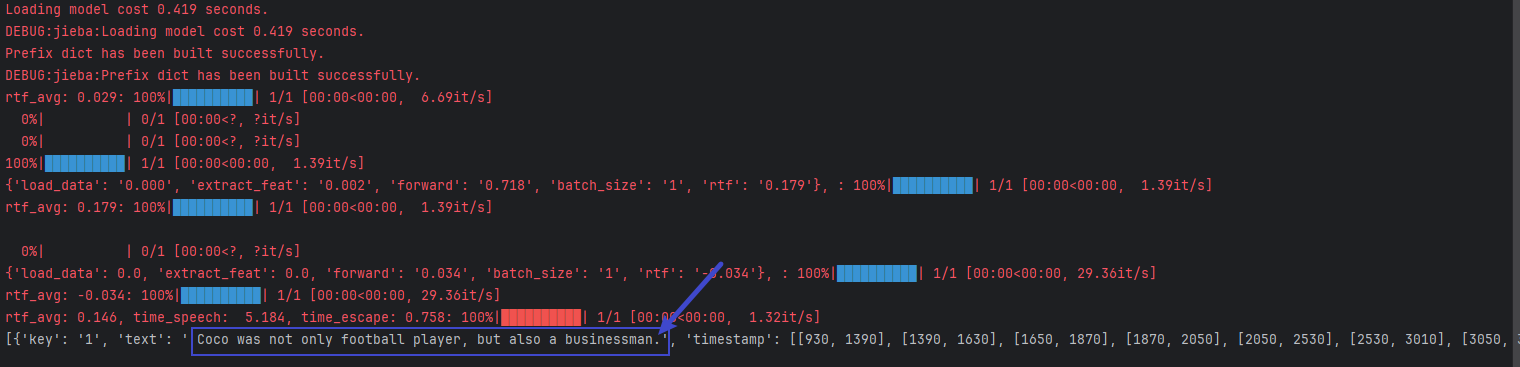 Loading model cost 0.419 seconds.
DEBUG:jieba:Loading model cost 0.419 seconds.
Prefix dict has been built successfully.
DEBUG:jieba:Prefix dict has been built successfully.
rtf_avg: 0.029: 100%|██████████| 1/1 [00:00<00:00,  6.69it/s]
  0%|          | 0/1 [00:00<?, ?it/s]
  0%|          | 0/1 [00:00<?, ?it/s]
100%|██████████| 1/1 [00:00<00:00,  1.39it/s]
{'load_data': '0.000', 'extract_feat': '0.002', 'forward': '0.718', 'batch_size': '1', 'rtf': '0.179'}, : 100%|██████████| 1/1 [00:00<00:00,  1.39it/s]
rtf_avg: 0.179: 100%|██████████| 1/1 [00:00<00:00,  1.39it/s]
  0%|          | 0/1 [00:00<?, ?it/s]
{'load_data': 0.0, 'extract_feat': 0.0, 'forward': '0.034', 'batch_size': '1', 'rtf': '-0.034'}, : 100%|██████████| 1/1 [00:00<00:00, 29.36it/s]
rtf_avg: -0.034: 100%|██████████| 1/1 [00:00<00:00, 29.36it/s]
rtf_avg: 0.146, time_speech:  5.184, time_escape: 0.758: 100%|██████████| 1/1 [00:00<00:00,  1.32it/s]
[{'key': '1', 'text': ' Coco was not only football player, but also a businessman.', 'timestamp': [[930, 1390], [1390, 1630], [1650, 1870], [1870, 2050], [2050, 2530], [2530, 3010], [3050,